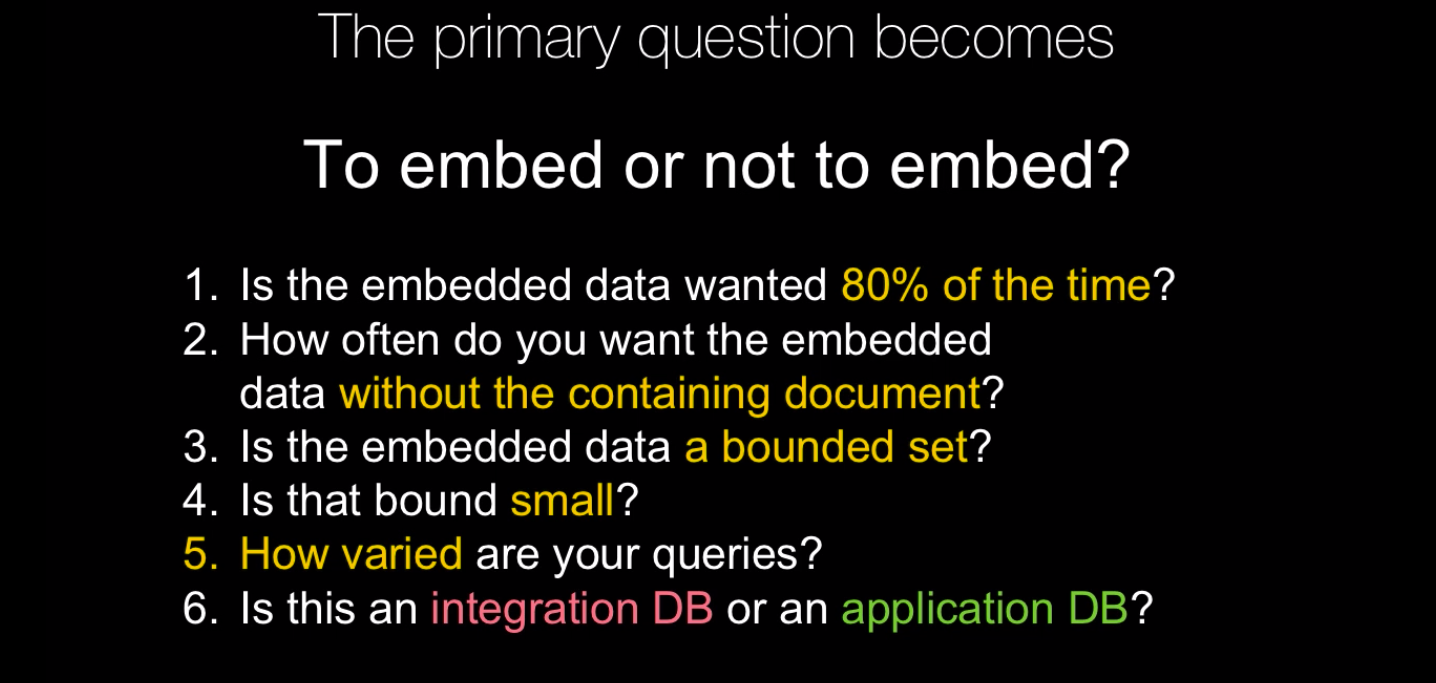 The primary question becomes
To embed or not to embed?
1. Is the embedded data wanted 80% of the time?
2. How often do you want the embedded
data without the containing document?
3. Is the embedded data a bounded set?
4. Is that bound small?
5. How varied are your queries?
6. Is this an integration DB or an application DB?